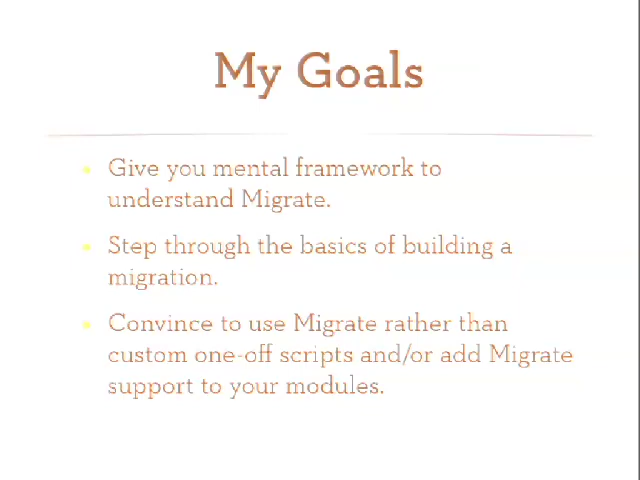 My Goals
Give you mental framework to
understand Migrate.
Step through the basics of building a
migration.
Convince to use Migrate rather than
custom one-off scripts and/or add Migrate
support to your modules.